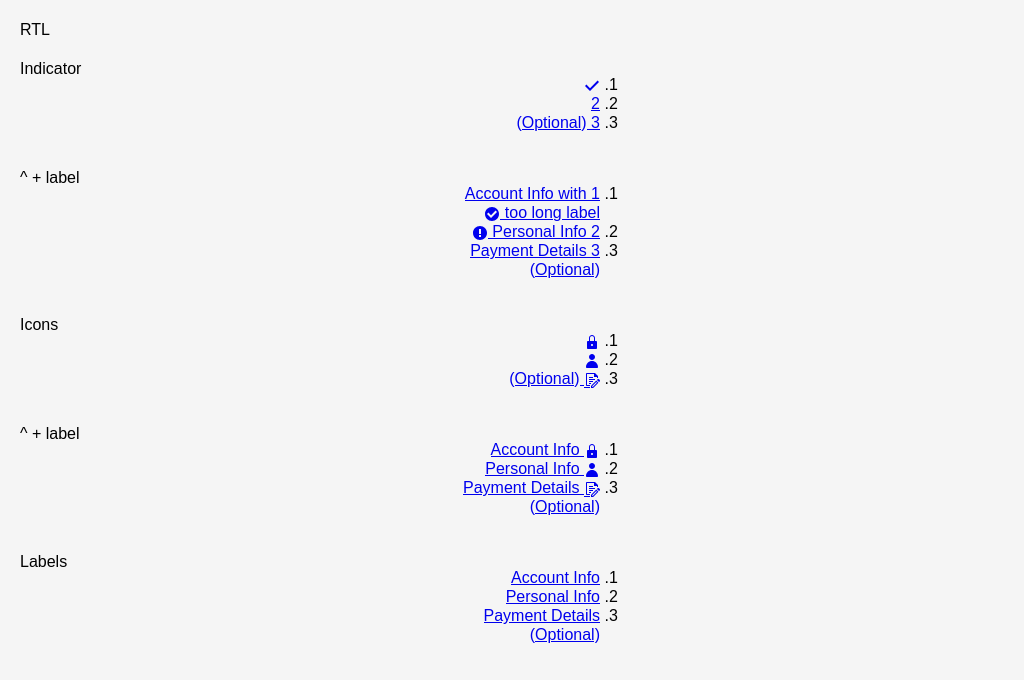 RTL
Indicator
.1
2 .2
(Optional) 3 .3
^ + label
Account Info with 1 .1
too long label
Personal Info 2 .2
Payment Details 3 .3
(Optional)
Icons
.1
.2
(Optional) .3
^ + label
Account Info .1
Personal Info .2
Payment Details .3
(Optional)
Labels
Account Info .1
Personal Info .2
Payment Details .3
(Optional)